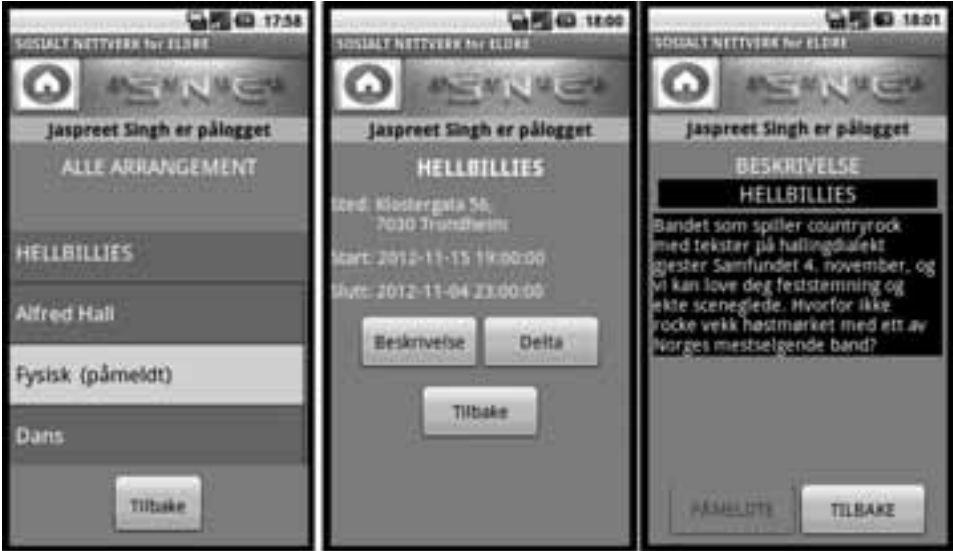 17:58
SOSIALT NETTVERK for ELDRE
S N E
Jaspreet Singh er pålogget
ALLE ARRANGEMENT
HELLBILLIES
Alfred Hall
Fysisk (påmeldt)
Dans
Tilbake
18:00
SOSIALT NETTVERK for ELDRE
S N E
Jaspreet Singh er pålogget
HELLBILLIES
Sted: Klostergata 56,
7030 Trondheim
Start: 2012-11-15 19:00:00
Slutt: 2012-11-04 23:00:00
Beskrivelse
Delta
Tilbake
18:01
SOSIALT NETTVERK for ELDRE
S N E
Jaspreet Singh er pålogget
BESKRIVELSE
HELLBILLIES
Bandet som spiller countryrock
med tekster på hallingdialekt
gjester Samfundet 4. november, og
vi kan love deg feststemning og
ekte sceneglede. Hvorfor ikke
rocke vekk høstmørket med ett av
Norges mestselgende band?
PÅMELDTE
TILBAKE